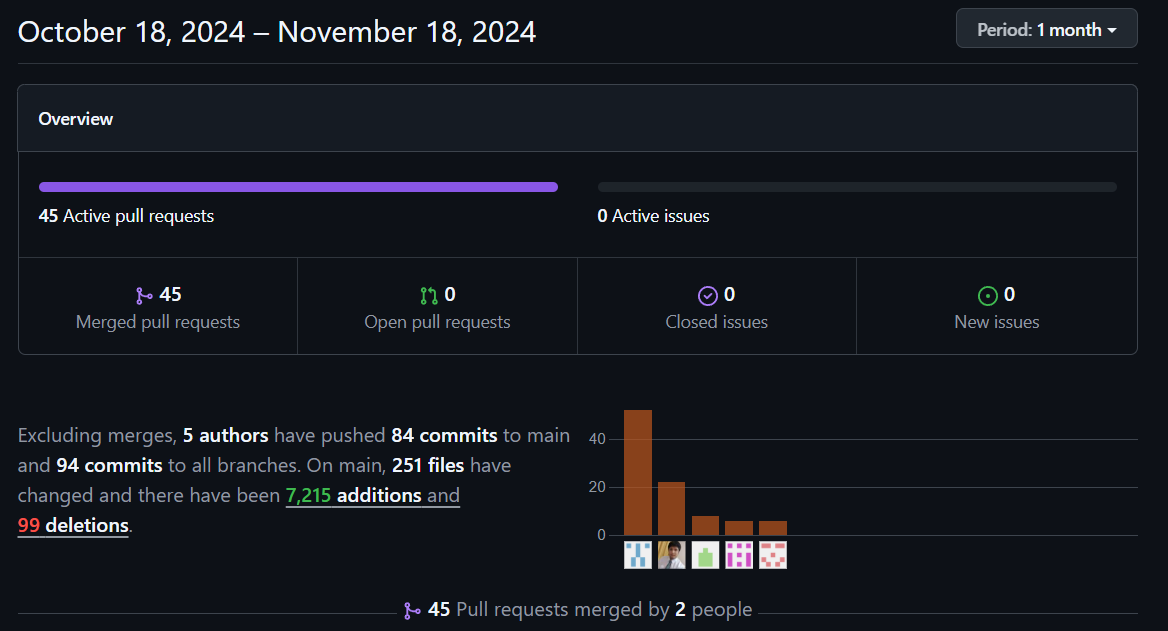 October 18, 2024 – November 18, 2024
Period: 1 month
Overview
45 Active pull requests
0 Active issues
45
Merged pull requests
0
Open pull requests
0
Closed issues
0
New issues
Excluding merges, 5 authors have pushed 84 commits to main
and 94 commits to all branches. On main, 251 files have
changed and there have been 7,215 additions and
99 deletions.
40
20
0
45 Pull requests merged by 2 people